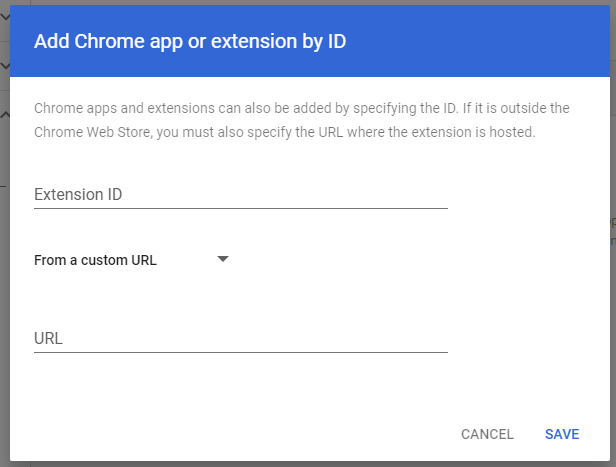 Add Chrome app or extension by ID
Chrome apps and extensions can also be added by specifying the ID. If it is outside the
Chrome Web Store, you must also specify the URL where the extension is hosted.
Extension ID
From a custom URL
URL
CANCEL SAVE